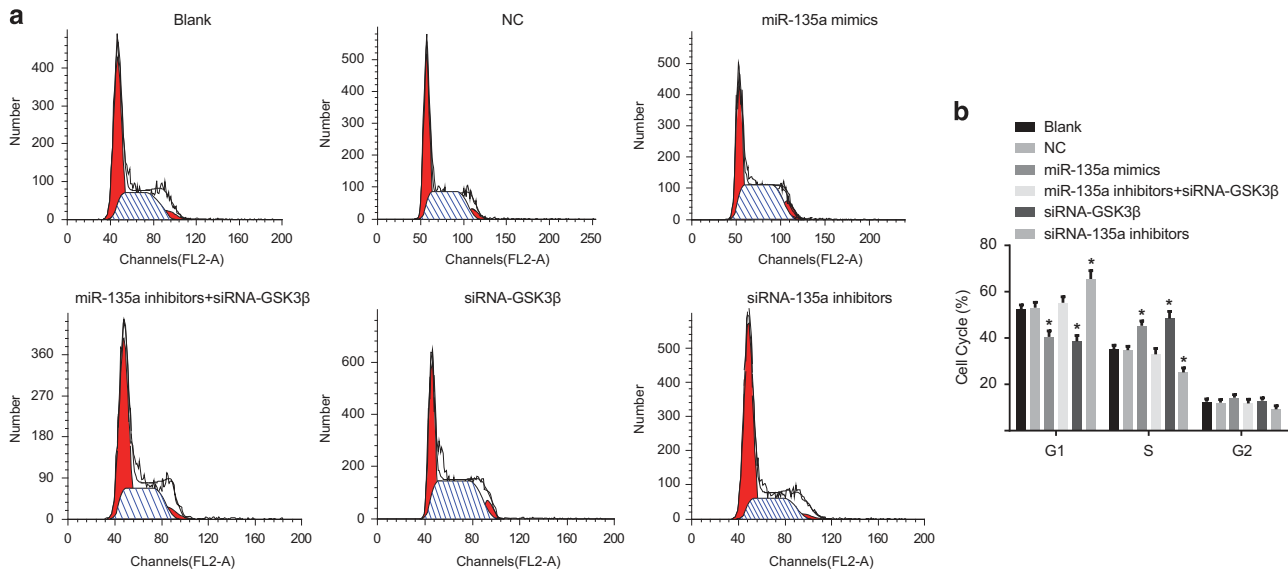 a
Blank
Number
400
300
200
100
0
0 40 80 120 160 200
Channels(FL2-A)
NC
Number
500
400
300
200
100
0
0 50 100 150 200 250
Channels(FL2-A)
miR-135a mimics
Number
500
400
300
200
100
0
0 50 100 150 200
Channels(FL2-A)
miR-135a inhibitors+siRNA-GSK3β
Number
360
270
180
90
0
0 40 80 120 160 200
Channels(FL2-A)
siRNA-GSK3β
Number
600
400
200
0
0 40 80 120 160 200
Channels(FL2-A)
siRNA-135a inhibitors
Number
500
400
300
200
100
0
0 40 80 120 160 200
Channels(FL2-A)
b
Blank
NC
miR-135a mimics
miR-135a inhibitors+siRNA-GSK3β
siRNA-GSK3β
siRNA-135a inhibitors
Cell Cycle (%)
80
60
40
20
* * * * * *
G1 S G2